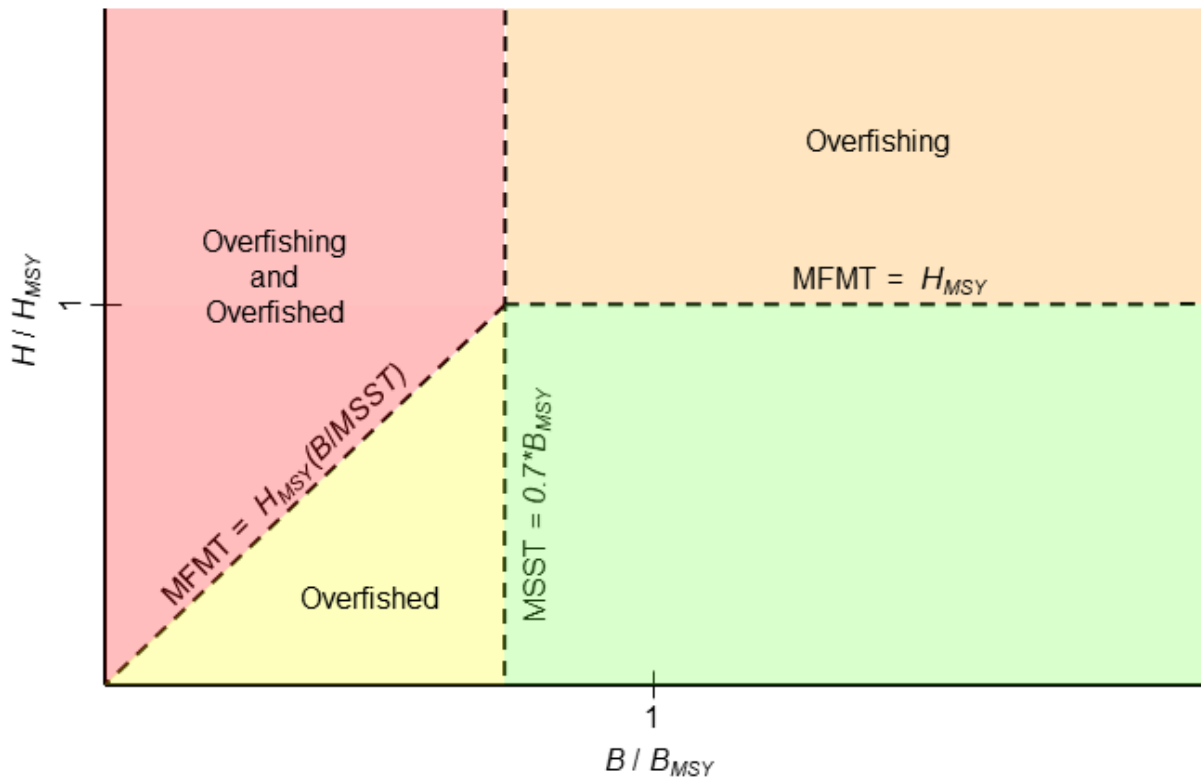 Overfishing
Overfishing
and
Overfished
MFMT = H_MSY
H / H_MSY
1
MFMT = H_MSY(B/MSST)
MSST = 0.7*B_MSY
Overfished
1
B / B_MSY